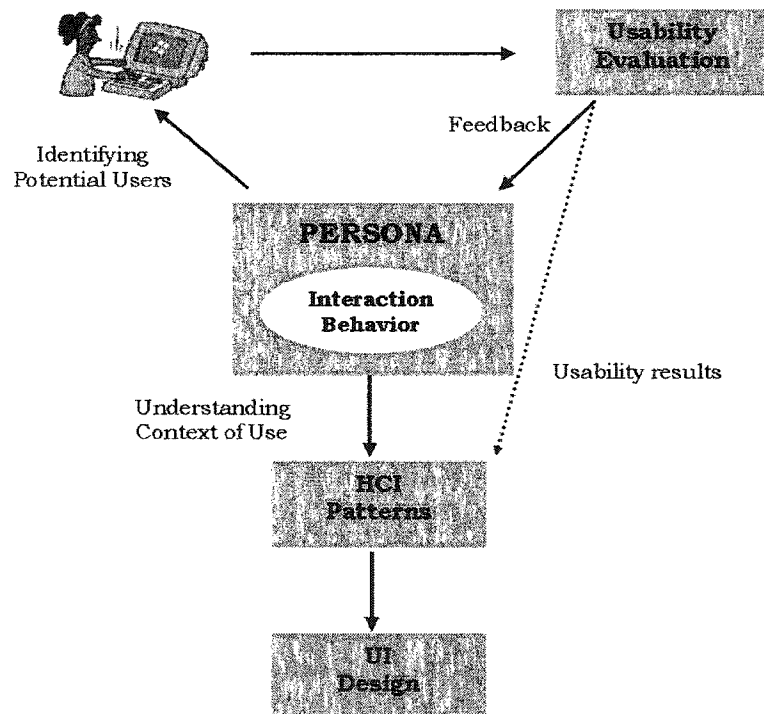 Usability
Evaluation
Feedback
Identifying
Potential Users
PERSONA
Interaction
Behavior
Usability results
Understanding
Context of Use
HCI
Patterns
UI
Design